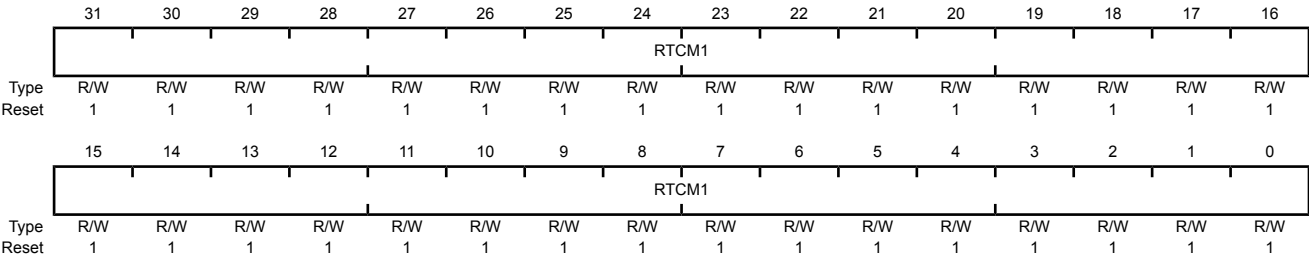 31 30 29 28 27 26 25 24 23 22 21 20 19 18 17 16
RTCM1
Type R/W R/W R/W R/W R/W R/W R/W R/W R/W R/W R/W R/W R/W R/W R/W R/W
Reset 1 1 1 1 1 1 1 1 1 1 1 1 1 1 1 1
15 14 13 12 11 10 9 8 7 6 5 4 3 2 1 0
RTCM1
Type R/W R/W R/W R/W R/W R/W R/W R/W R/W R/W R/W R/W R/W R/W R/W R/W
Reset 1 1 1 1 1 1 1 1 1 1 1 1 1 1 1 1